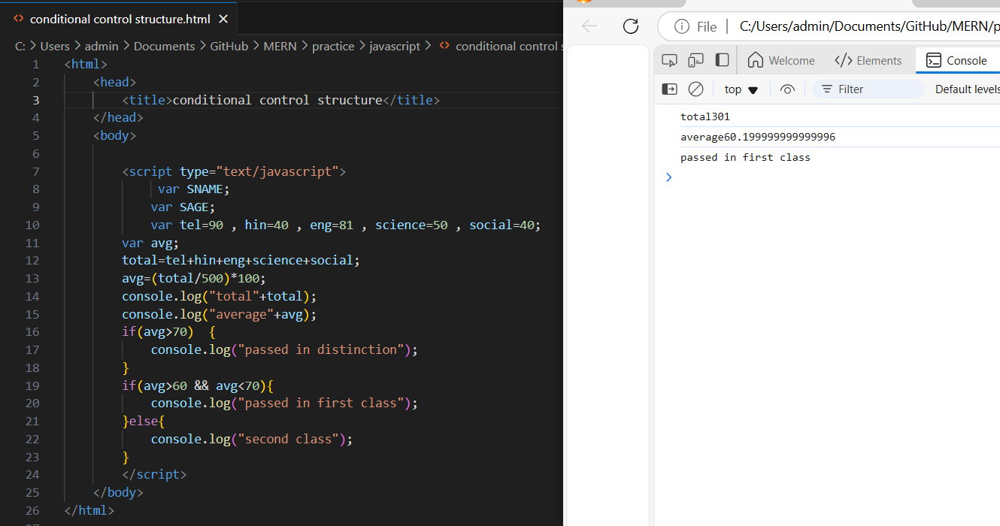 conditional control structure.html
C: > Users > admin > Documents > GitHub > MERN > practice > javascript > <> conditional control s
1 <html>
2 <head>
3 <title>conditional control structure</title>
4 </head>
5 <body>
6
7 <script type="text/javascript">
8 var SNAME;
9 var SAGE;
10 var tel=90 , hin=40 , eng=81 , science=50 , social=40;
11 var avg;
12 total=tel+hin+eng+science+social;
13 avg=(total/500)*100;
14 console.log("total"+total);
15 console.log("average"+avg);
16 if(avg>70)  {
17 console.log("passed in distinction");
18 }
19 if(avg>60 && avg<70){
20 console.log("passed in first class");
21 }else{
22 console.log("second class");
23 }
24 </script>
25 </body>
26 </html>
File | C:/Users/admin/Documents/GitHub/MERN/p
Welcome </> Elements Console
top Filter Default levels
total301
average60.199999999999996
passed in first class